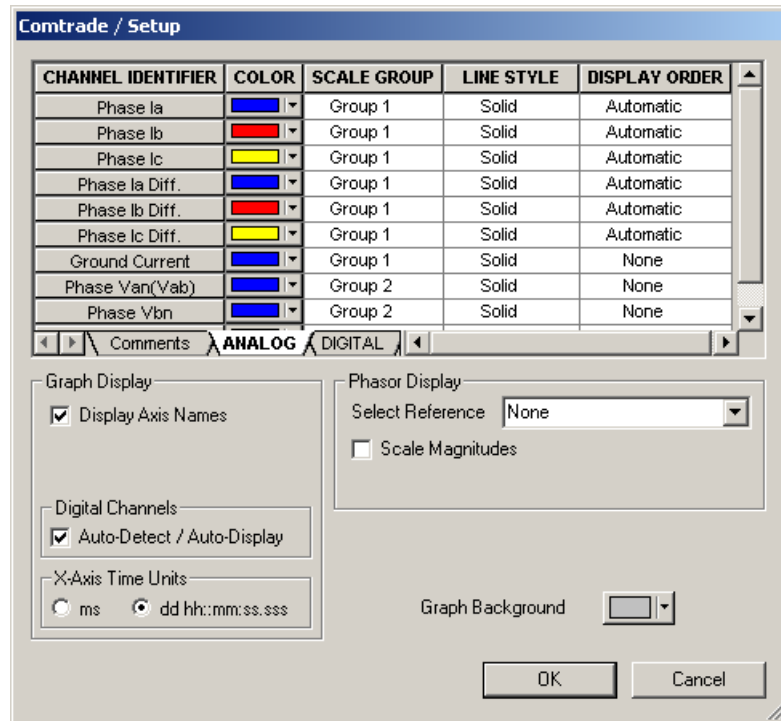 Comtrade / Setup
CHANNEL IDENTIFIER COLOR SCALE GROUP LINE STYLE DISPLAY ORDER
Phase Ia Group 1 Solid Automatic
Phase Ib Group 1 Solid Automatic
Phase Ic Group 1 Solid Automatic
Phase Ia Diff. Group 1 Solid Automatic
Phase Ib Diff. Group 1 Solid Automatic
Phase Ic Diff. Group 1 Solid Automatic
Ground Current Group 1 Solid None
Phase Van(Vab) Group 2 Solid None
Phase Vbn Group 2 Solid None
Comments ANALOG DIGITAL
Graph Display
Display Axis Names
Phasor Display
Select Reference None
Scale Magnitudes
Digital Channels
Auto-Detect / Auto-Display
X-Axis Time Units
ms dd hh::mm:ss.sss
Graph Background
OK Cancel